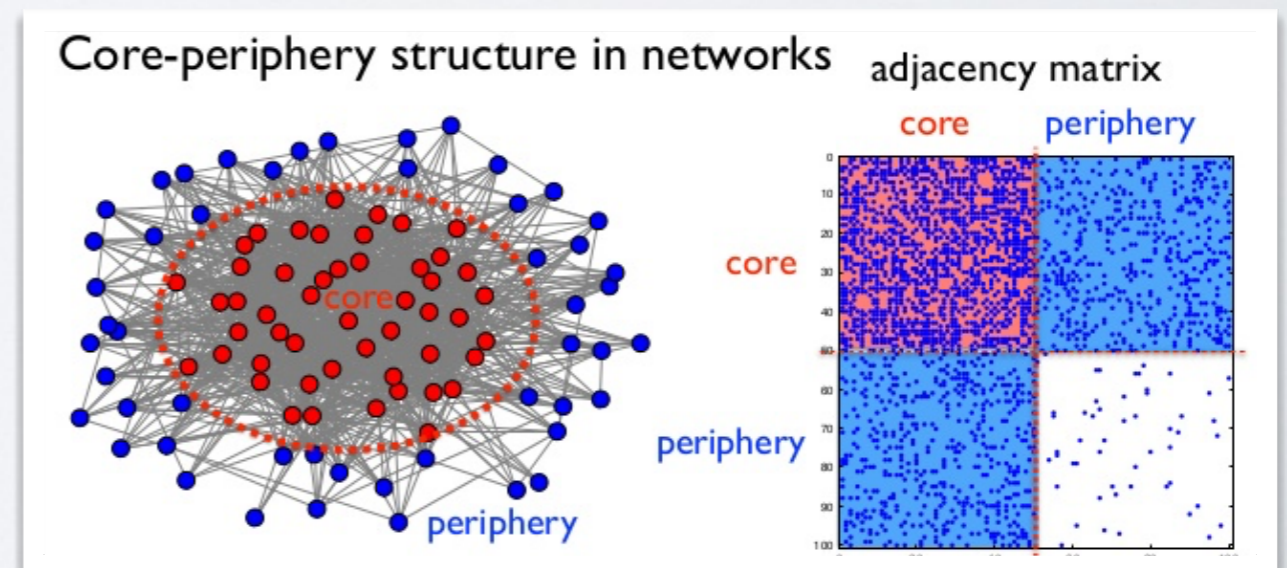 Core-periphery structure in networks
adjacency matrix
core periphery
core
core
periphery
periphery
0
10
20
30
40
60
70
80
90
100